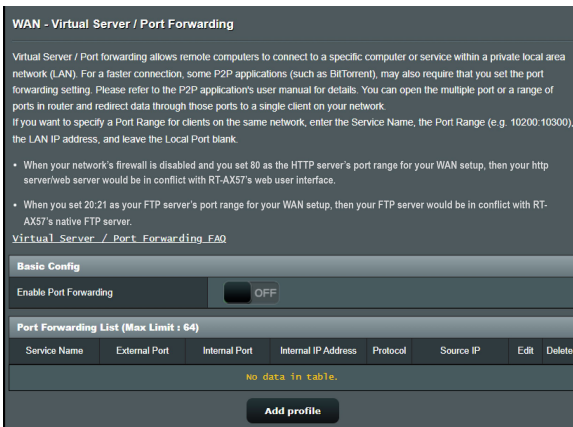 WAN - Virtual Server / Port Forwarding
Virtual Server / Port forwarding allows remote computers to connect to a specific computer or service within a private local area
network (LAN). For a faster connection, some P2P applications (such as BitTorrent), may also require that you set the port
forwarding setting. Please refer to the P2P application's user manual for details. You can open the multiple port or a range of
ports in router and redirect data through those ports to a single client on your network.
If you want to specify a Port Range for clients on the same network, enter the Service Name, the Port Range (e.g. 10200:10300),
the LAN IP address, and leave the Local Port blank.
• When your network's firewall is disabled and you set 80 as the HTTP server's port range for your WAN setup, then your http
server/web server would be in conflict with RT-AX57's web user interface.
• When you set 20:21 as your FTP server's port range for your WAN setup, then your FTP server would be in conflict with RT-
AX57's native FTP server.
Virtual Server / Port Forwarding FAQ
Basic Config
Enable Port Forwarding OFF
Port Forwarding List (Max Limit : 64)
Service Name External Port Internal Port Internal IP Address Protocol Source IP Edit Delete
No data in table.
Add profile